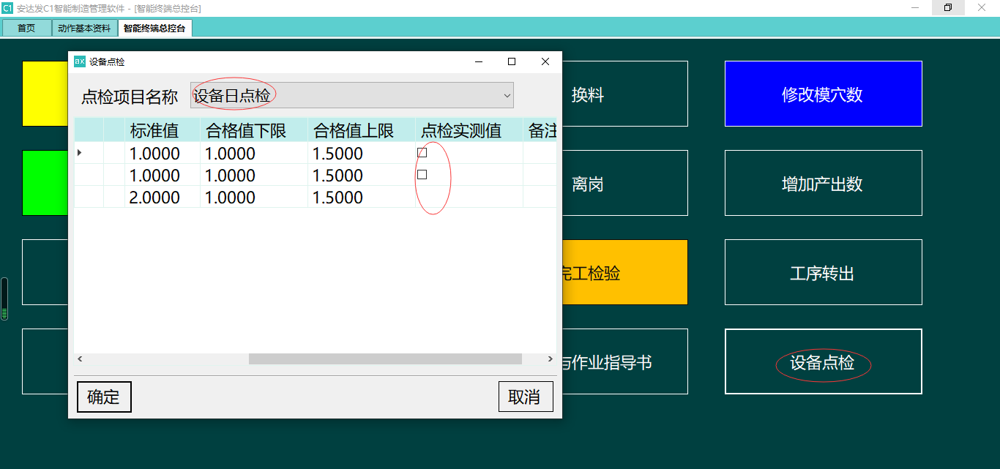 C1 安达发C1智能制造管理软件 - [智能终端总控台]
首页 动作基本资料 智能终端总控台
ax 设备点检
点检项目名称 设备日点检
标准值 合格值下限 合格值上限 点检实测值 备注
1.0000 1.0000 1.5000
1.0000 1.0000 1.5000
2.0000 1.0000 1.5000
确定 取消
换料 修改模穴数
离岗 增加产出数
完工检验 工序转出
与作业指导书 设备点检